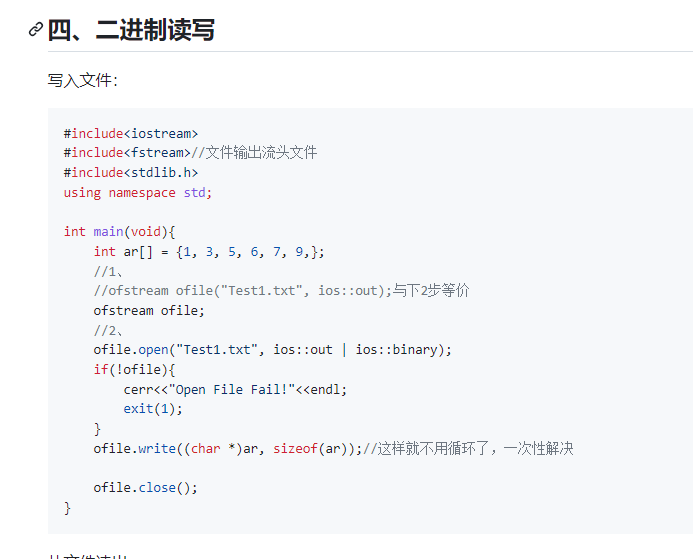 四、二进制读写
写入文件：
#include<iostream>
#include<fstream>//文件输出流头文件
#include<stdlib.h>
using namespace std;
int main(void){
    int ar[] = {1, 3, 5, 6, 7, 9,};
    //1、
    //ofstream ofile("Test1.txt", ios::out);与下2步等价
    ofstream ofile;
    //2、
    ofile.open("Test1.txt", ios::out | ios::binary);
    if(!ofile){
        cerr<<"Open File Fail!"<<endl;
        exit(1);
    }
    ofile.write((char *)ar, sizeof(ar));//这样就不用循环了，一次性解决
    ofile.close();
}